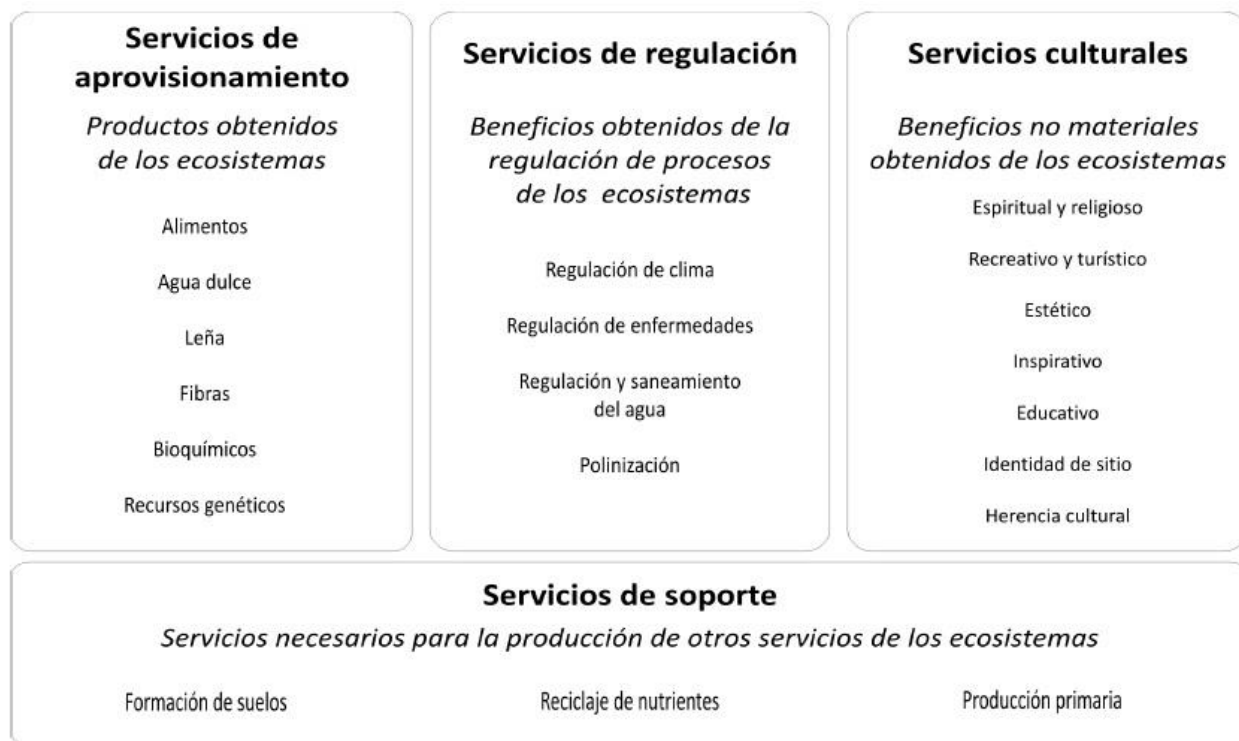 Servicios de
aprovisionamiento
Productos obtenidos
de los ecosistemas
Alimentos
Agua dulce
Leña
Fibras
Bioquímicos
Recursos genéticos
Servicios de regulación
Beneficios obtenidos de la
regulación de procesos
de los ecosistemas
Regulación de clima
Regulación de enfermedades
Regulación y saneamiento
del agua
Polinización
Servicios culturales
Beneficios no materiales
obtenidos de los ecosistemas
Espiritual y religioso
Recreativo y turístico
Estético
Inspirativo
Educativo
Identidad de sitio
Herencia cultural
Servicios de soporte
Servicios necesarios para la producción de otros servicios de los ecosistemas
Formación de suelos
Reciclaje de nutrientes
Producción primaria